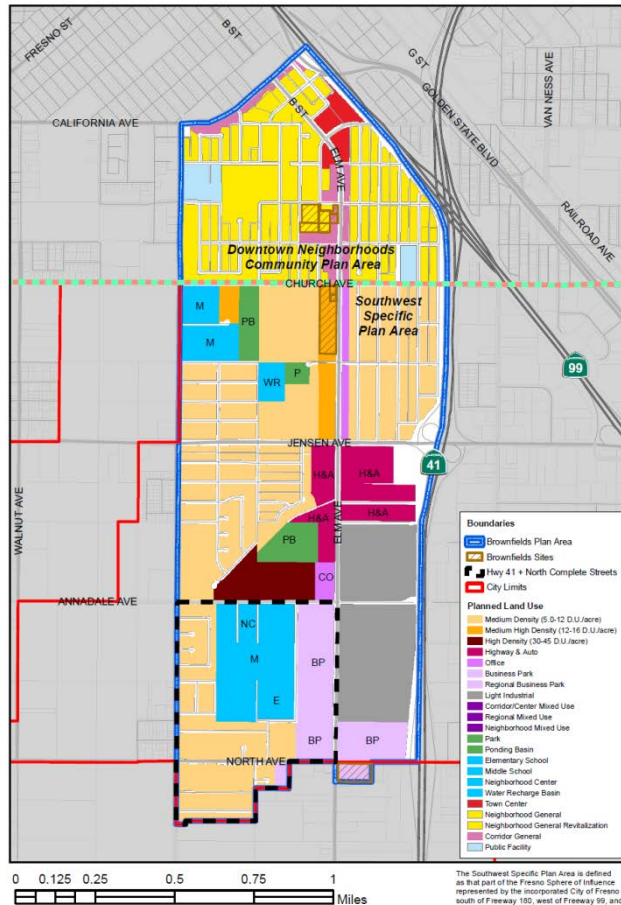 FRESNO ST
B ST
G ST
GOLDEN STATE BLVD
VAN NESS AVE
CALIFORNIA AVE
B ST
ELM AVE
RAILROAD AVE
Downtown Neighborhoods
Community Plan Area
CHURCH AVE
M
PB
Southwest
Specific
Plan Area
M
P
WR
99
JENSEN AVE
41
H&A
H&A
WALNUT AVE
H&A
H&A
ELM AVE
PB
CO
ANNADALE AVE
NC
M
BP
E
BP
BP
NORTH AVE
Boundaries
Brownfields Plan Area
Brownfields Sites
Hwy 41 + North Complete Streets
City Limits
Planned Land Use
Medium Density (5.0-12 D.U./acre)
Medium High Density (12-16 D.U./acre)
High Density (30-45 D.U./acre)
Highway & Auto
Office
Business Park
Regional Business Park
Light Industrial
Corridor/Center Mixed Use
Regional Mixed Use
Neighborhood Mixed Use
Park
Ponding Basin
Elementary School
Middle School
Neighborhood Center
Water Recharge Basin
Town Center
Neighborhood General
Neighborhood General Revitalization
Corridor General
Public Facility
0 0.125 0.25 0.5 0.75 1
Miles
The Southwest Specific Plan Area is defined
as that part of the Fresno Sphere of Influence
represented by the incorporated City of Fresno
south of Freeway 180, west of Freeway 99, and